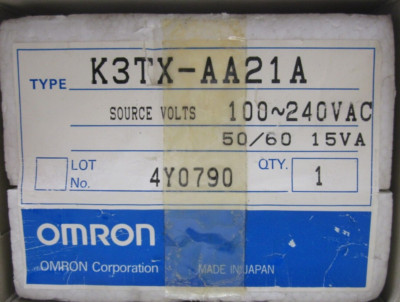 TYPE K3TX-AA21A
SOURCE VOLTS 100~240VAC
50/60 15VA
LOT No. 4Y0790 QTY. 1
OMRON
OMRON Corporation MADE IN JAPAN